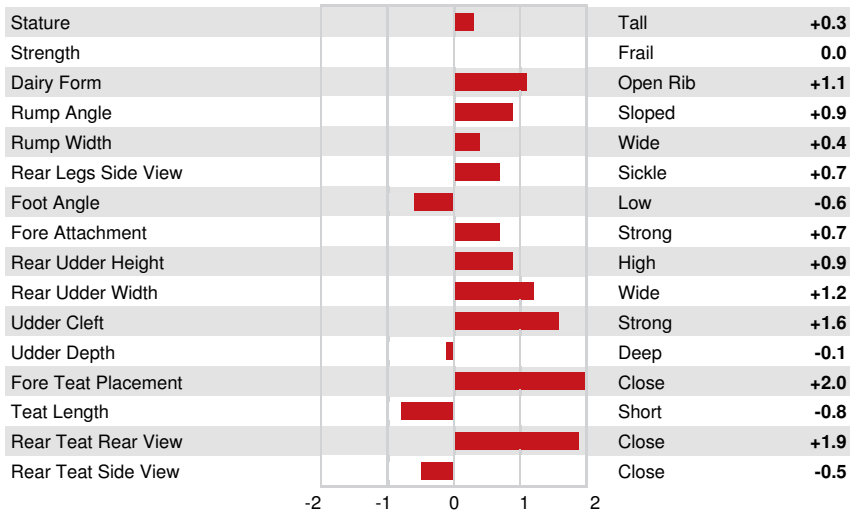 Stature Tall +0.3
Strength Frail 0.0
Dairy Form Open Rib +1.1
Rump Angle Sloped +0.9
Rump Width Wide +0.4
Rear Legs Side View Sickle +0.7
Foot Angle Low -0.6
Fore Attachment Strong +0.7
Rear Udder Height High +0.9
Rear Udder Width Wide +1.2
Udder Cleft Strong +1.6
Udder Depth Deep -0.1
Fore Teat Placement Close +2.0
Teat Length Short -0.8
Rear Teat Rear View Close +1.9
Rear Teat Side View Close -0.5
-2 -1 0 1 2